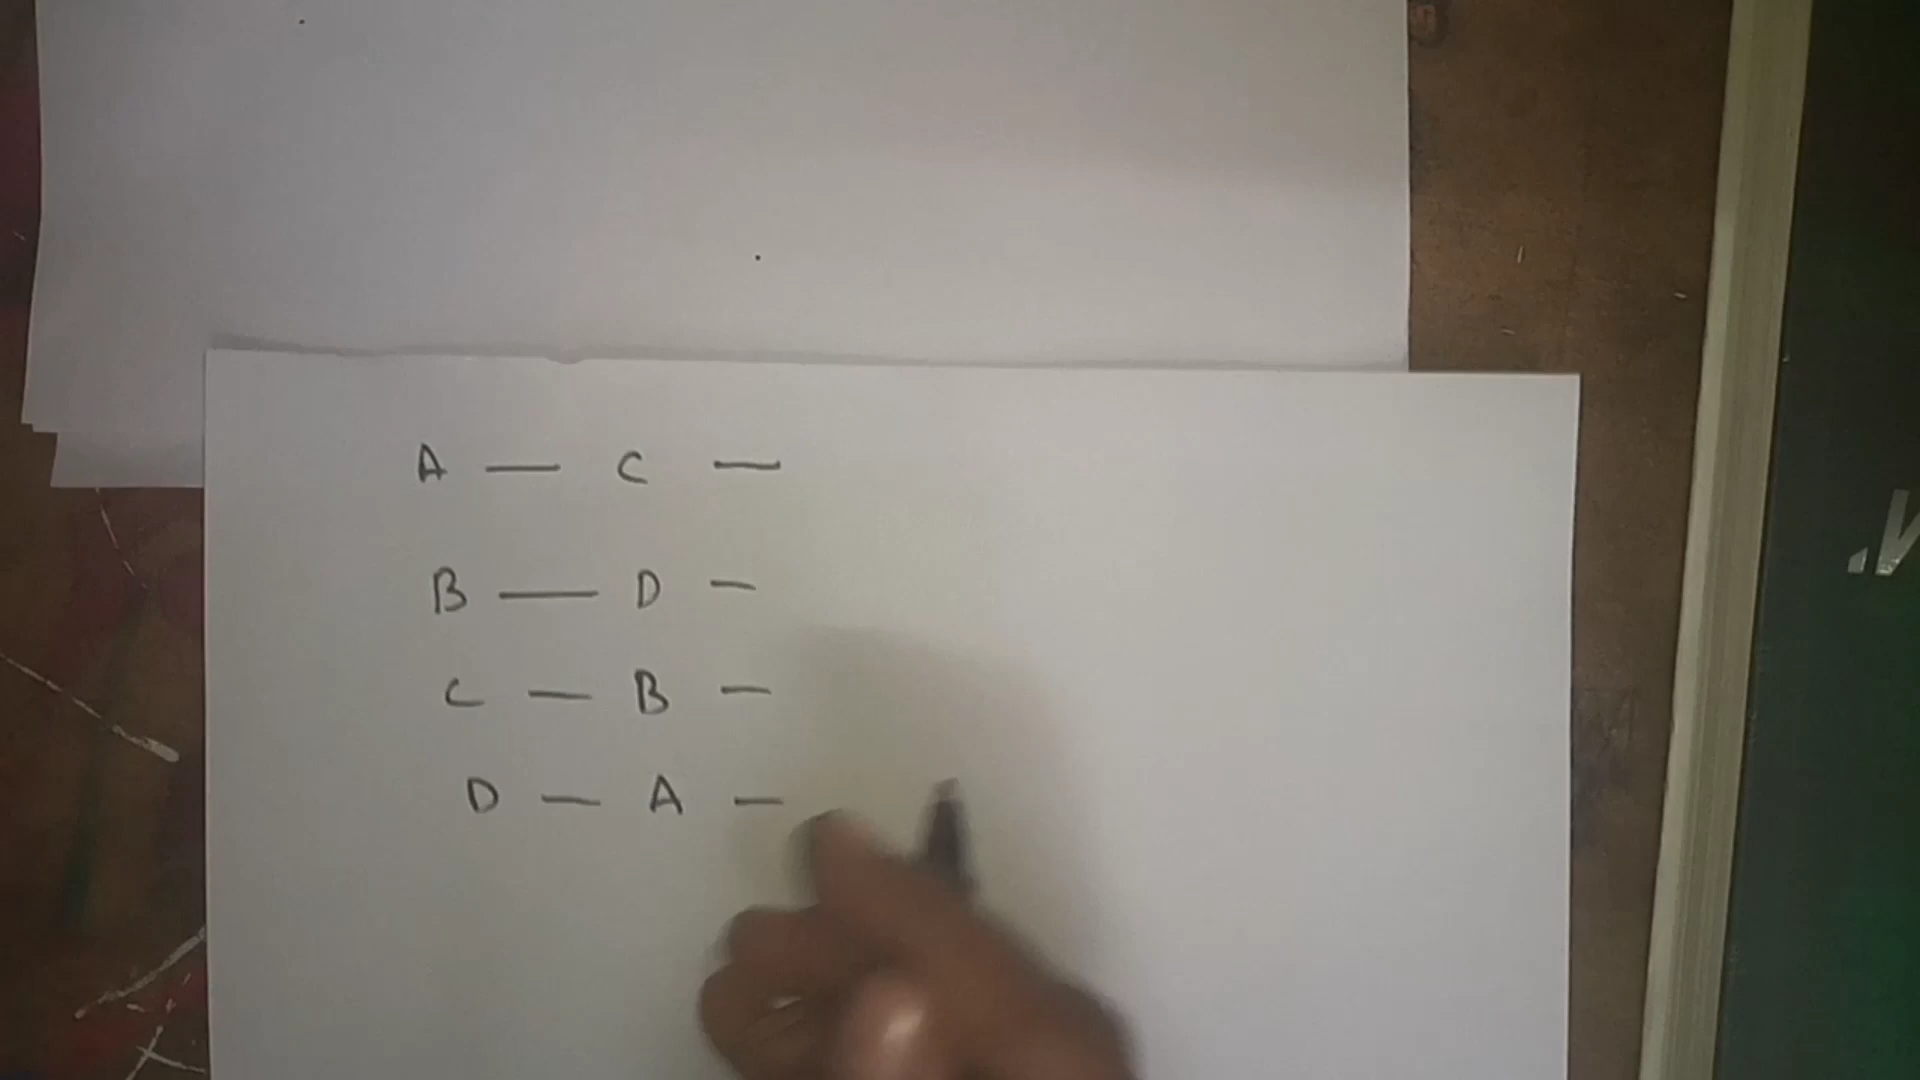 A — C —
B — D —
C — B —
D — A —